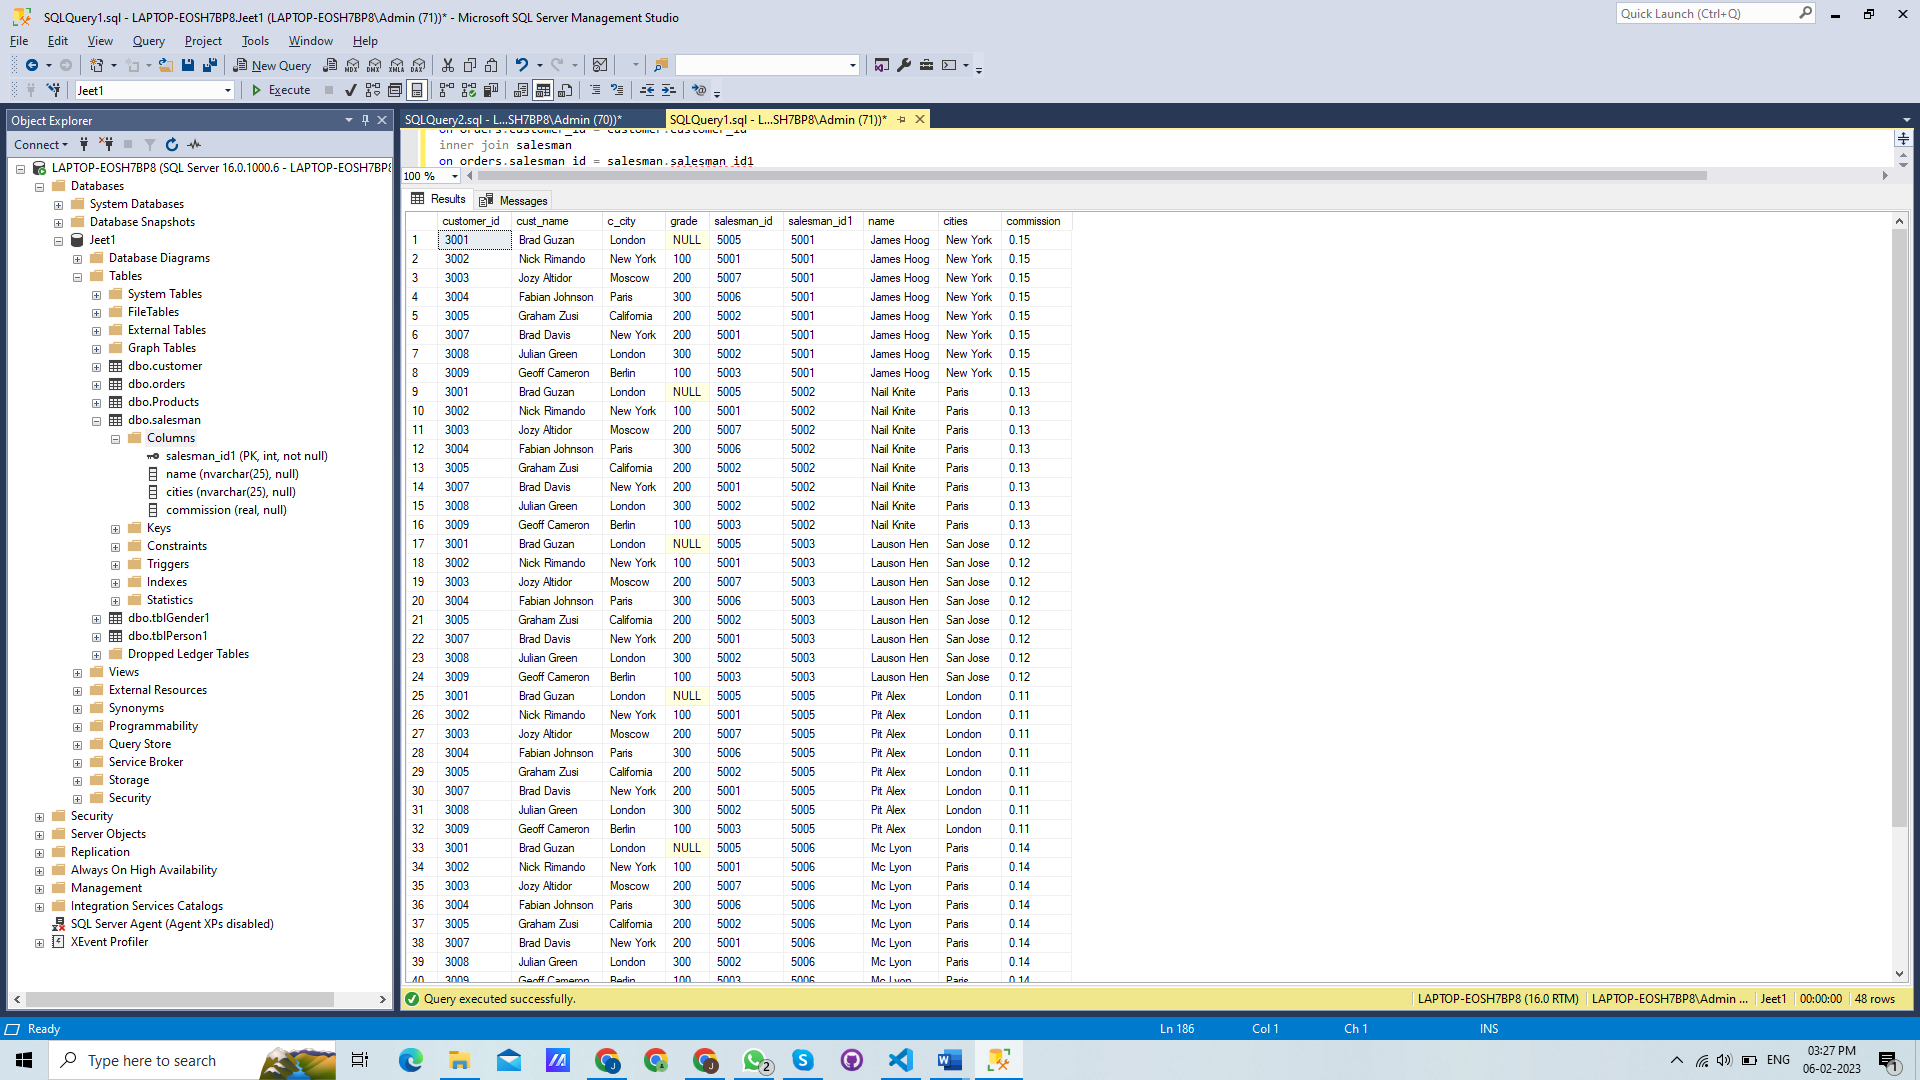 SQLQuery1.sql - LAPTOP-EOSH7BP8.Jeet1 (LAPTOP-EOSH7BP8\Admin (71))* - Microsoft SQL Server Management Studio
Quick Launch (Ctrl+Q)
File Edit View Query Project Tools Window Help
New Query MDX DMX XMLA DAX
Jeet1 Execute
Object Explorer
Connect
LAPTOP-EOSH7BP8 (SQL Server 16.0.1000.6 - LAPTOP-EOSH7BP8
Databases
System Databases
Database Snapshots
Jeet1
Database Diagrams
Tables
System Tables
FileTables
External Tables
Graph Tables
dbo.customer
dbo.orders
dbo.Products
dbo.salesman
Columns
salesman_id1 (PK, int, not null)
name (nvarchar(25), null)
cities (nvarchar(25), null)
commission (real, null)
Keys
Constraints
Triggers
Indexes
Statistics
dbo.tblGender1
dbo.tblPerson1
Dropped Ledger Tables
Views
External Resources
Synonyms
Programmability
Query Store
Service Broker
Storage
Security
Security
Server Objects
Replication
Always On High Availability
Management
Integration Services Catalogs
SQL Server Agent (Agent XPs disabled)
XEvent Profiler
SQLQuery2.sql - L...SH7BP8\Admin (70))* SQLQuery1.sql - L...SH7BP8\Admin (71))*
on orders.customer_id = customer.customer_id
inner join salesman
on orders.salesman_id = salesman.salesman_id1
100 %
Results Messages
customer_id cust_name c_city grade salesman_id salesman_id1 name cities commission
1 3001 Brad Guzan London NULL 5005 5001 James Hoog New York 0.15
2 3002 Nick Rimando New York 100 5001 5001 James Hoog New York 0.15
3 3003 Jozy Altidor Moscow 200 5007 5001 James Hoog New York 0.15
4 3004 Fabian Johnson Paris 300 5006 5001 James Hoog New York 0.15
5 3005 Graham Zusi California 200 5002 5001 James Hoog New York 0.15
6 3007 Brad Davis New York 200 5001 5001 James Hoog New York 0.15
7 3008 Julian Green London 300 5002 5001 James Hoog New York 0.15
8 3009 Geoff Cameron Berlin 100 5003 5001 James Hoog New York 0.15
9 3001 Brad Guzan London NULL 5005 5002 Nail Knite Paris 0.13
10 3002 Nick Rimando New York 100 5001 5002 Nail Knite Paris 0.13
11 3003 Jozy Altidor Moscow 200 5007 5002 Nail Knite Paris 0.13
12 3004 Fabian Johnson Paris 300 5006 5002 Nail Knite Paris 0.13
13 3005 Graham Zusi California 200 5002 5002 Nail Knite Paris 0.13
14 3007 Brad Davis New York 200 5001 5002 Nail Knite Paris 0.13
15 3008 Julian Green London 300 5002 5002 Nail Knite Paris 0.13
16 3009 Geoff Cameron Berlin 100 5003 5002 Nail Knite Paris 0.13
17 3001 Brad Guzan London NULL 5005 5003 Lauson Hen San Jose 0.12
18 3002 Nick Rimando New York 100 5001 5003 Lauson Hen San Jose 0.12
19 3003 Jozy Altidor Moscow 200 5007 5003 Lauson Hen San Jose 0.12
20 3004 Fabian Johnson Paris 300 5006 5003 Lauson Hen San Jose 0.12
21 3005 Graham Zusi California 200 5002 5003 Lauson Hen San Jose 0.12
22 3007 Brad Davis New York 200 5001 5003 Lauson Hen San Jose 0.12
23 3008 Julian Green London 300 5002 5003 Lauson Hen San Jose 0.12
24 3009 Geoff Cameron Berlin 100 5003 5003 Lauson Hen San Jose 0.12
25 3001 Brad Guzan London NULL 5005 5005 Pit Alex London 0.11
26 3002 Nick Rimando New York 100 5001 5005 Pit Alex London 0.11
27 3003 Jozy Altidor Moscow 200 5007 5005 Pit Alex London 0.11
28 3004 Fabian Johnson Paris 300 5006 5005 Pit Alex London 0.11
29 3005 Graham Zusi California 200 5002 5005 Pit Alex London 0.11
30 3007 Brad Davis New York 200 5001 5005 Pit Alex London 0.11
31 3008 Julian Green London 300 5002 5005 Pit Alex London 0.11
32 3009 Geoff Cameron Berlin 100 5003 5005 Pit Alex London 0.11
33 3001 Brad Guzan London NULL 5005 5006 Mc Lyon Paris 0.14
34 3002 Nick Rimando New York 100 5001 5006 Mc Lyon Paris 0.14
35 3003 Jozy Altidor Moscow 200 5007 5006 Mc Lyon Paris 0.14
36 3004 Fabian Johnson Paris 300 5006 5006 Mc Lyon Paris 0.14
37 3005 Graham Zusi California 200 5002 5006 Mc Lyon Paris 0.14
38 3007 Brad Davis New York 200 5001 5006 Mc Lyon Paris 0.14
39 3008 Julian Green London 300 5002 5006 Mc Lyon Paris 0.14
40 3009 Geoff Cameron Berlin 100 5003 5006 Mc Lyon Paris 0.14
Query executed successfully. LAPTOP-EOSH7BP8 (16.0 RTM) LAPTOP-EOSH7BP8\Admin ... Jeet1 00:00:00 48 rows
Ready Ln 186 Col 1 Ch 1 INS
Type here to search 2 ENG 03:27 PM
06-02-2023 1